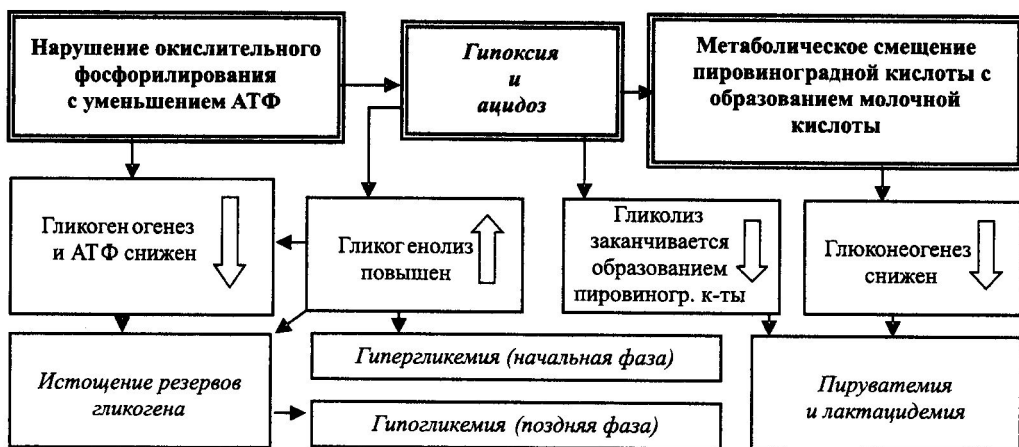 Нарушение окислительного
фосфорилирования
с уменьшением АТФ
Гипоксия
и
ацидоз
Метаболическое смещение
пировиноградной кислоты с
образованием молочной
кислоты
Гликоген огенез
и АТФ снижен
Гликог енолиз
повышен
Гликолиз
заканчивается
образованием
пировиногр. к-ты
Глюконеогенез
снижен
Истощение резервов
гликогена
Гипергликемия (начальная фаза)
Гипогликемия (поздняя фаза)
Пируватемия
и лактацидемия